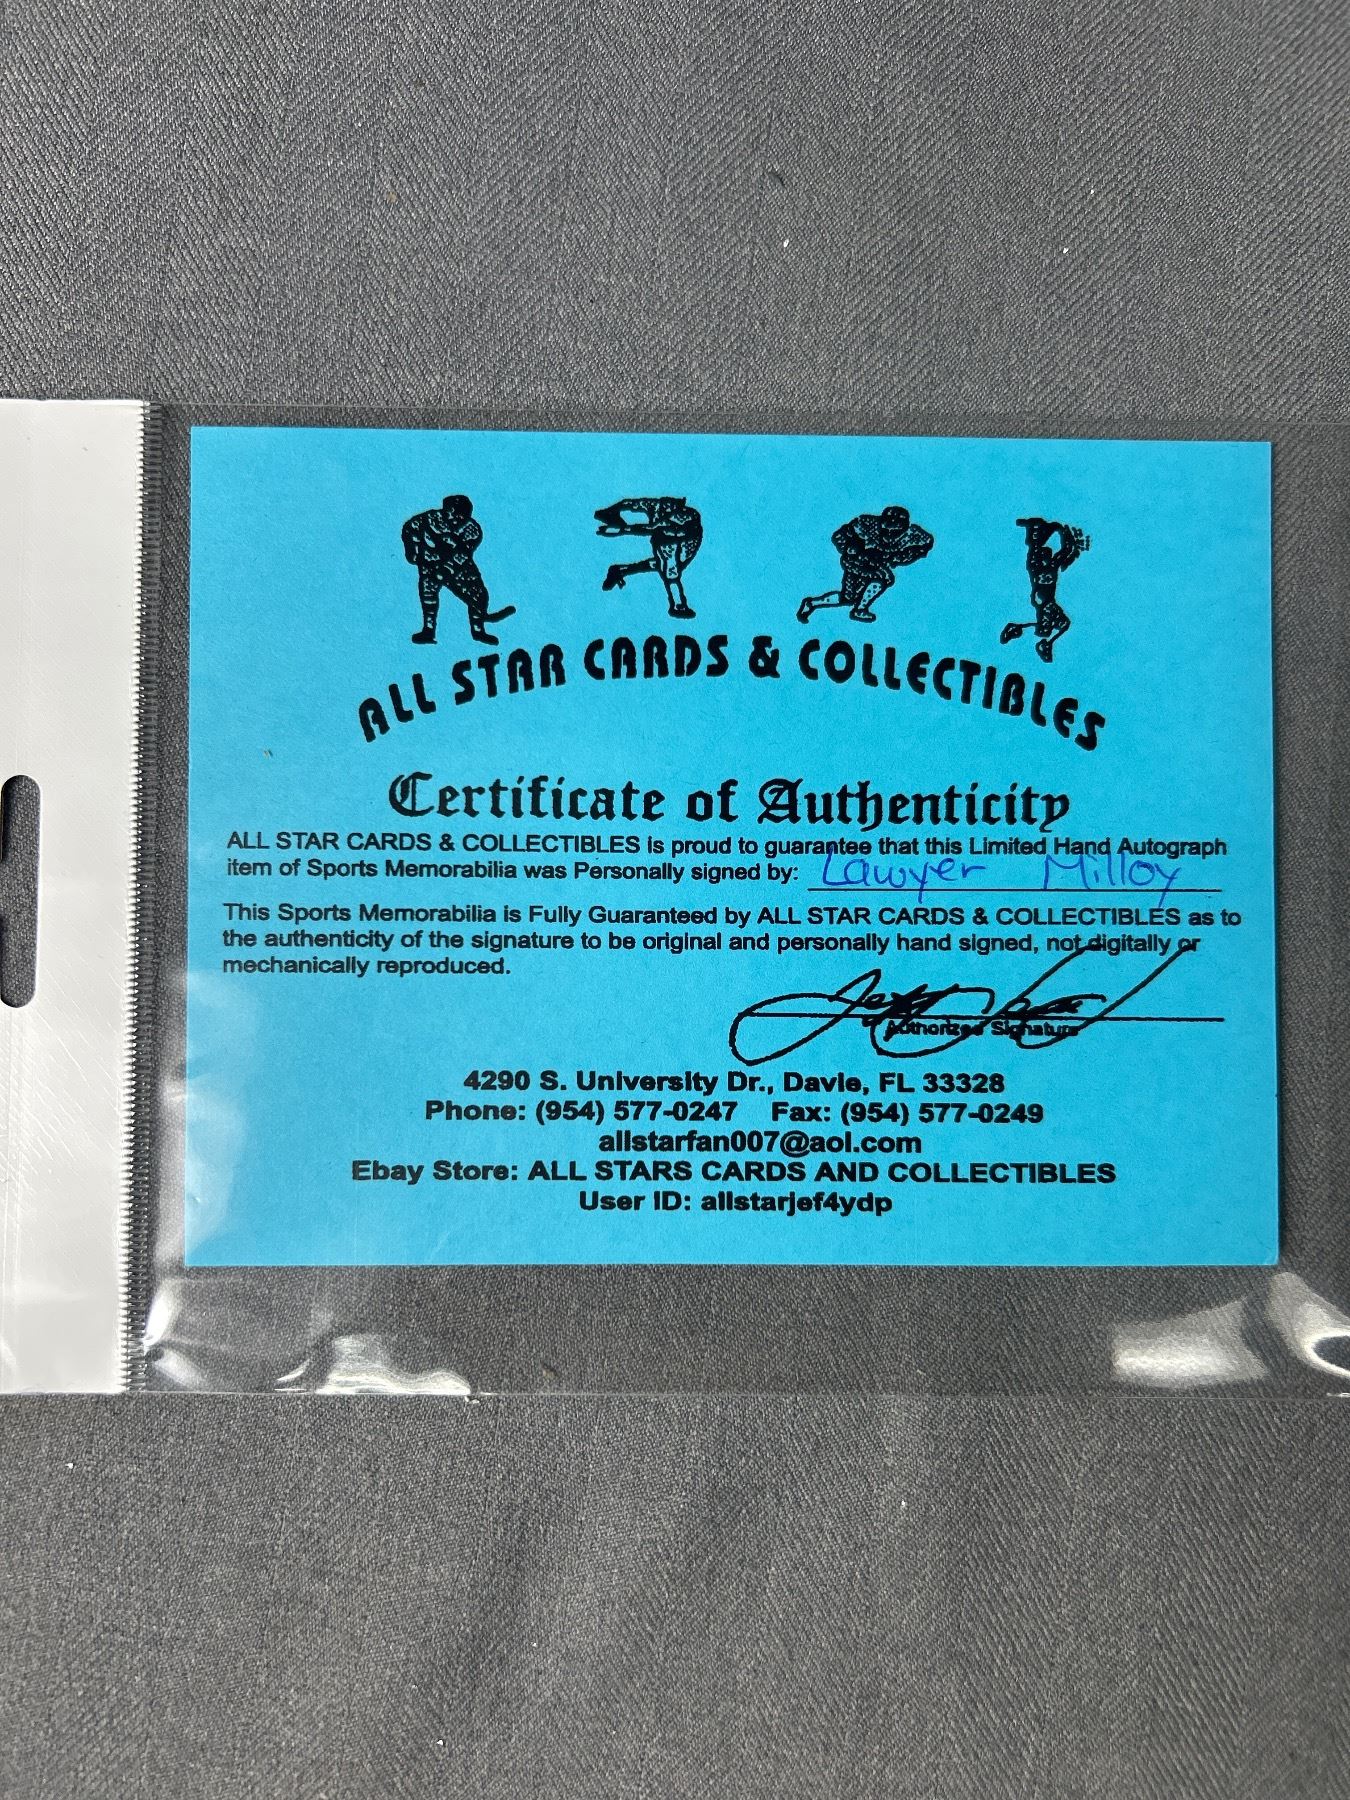 ALL STAR CARDS & COLLECTIBLES
Certificate of Authenticity
ALL STAR CARDS & COLLECTIBLES is proud to guarantee that this Limited Hand Autograph
item of Sports Memorabilia was Personally signed by: Lawyer Milloy
This Sports Memorabilia is Fully Guaranteed by ALL STAR CARDS & COLLECTIBLES as to
the authenticity of the signature to be original and personally hand signed, not digitally or
mechanically reproduced.
Authorized Signature
4290 S. University Dr., Davie, FL 33328
Phone: (954) 577-0247 Fax: (954) 577-0249
allstarfan007@aol.com
Ebay Store: ALL STARS CARDS AND COLLECTIBLES
User ID: allstarjef4ydp